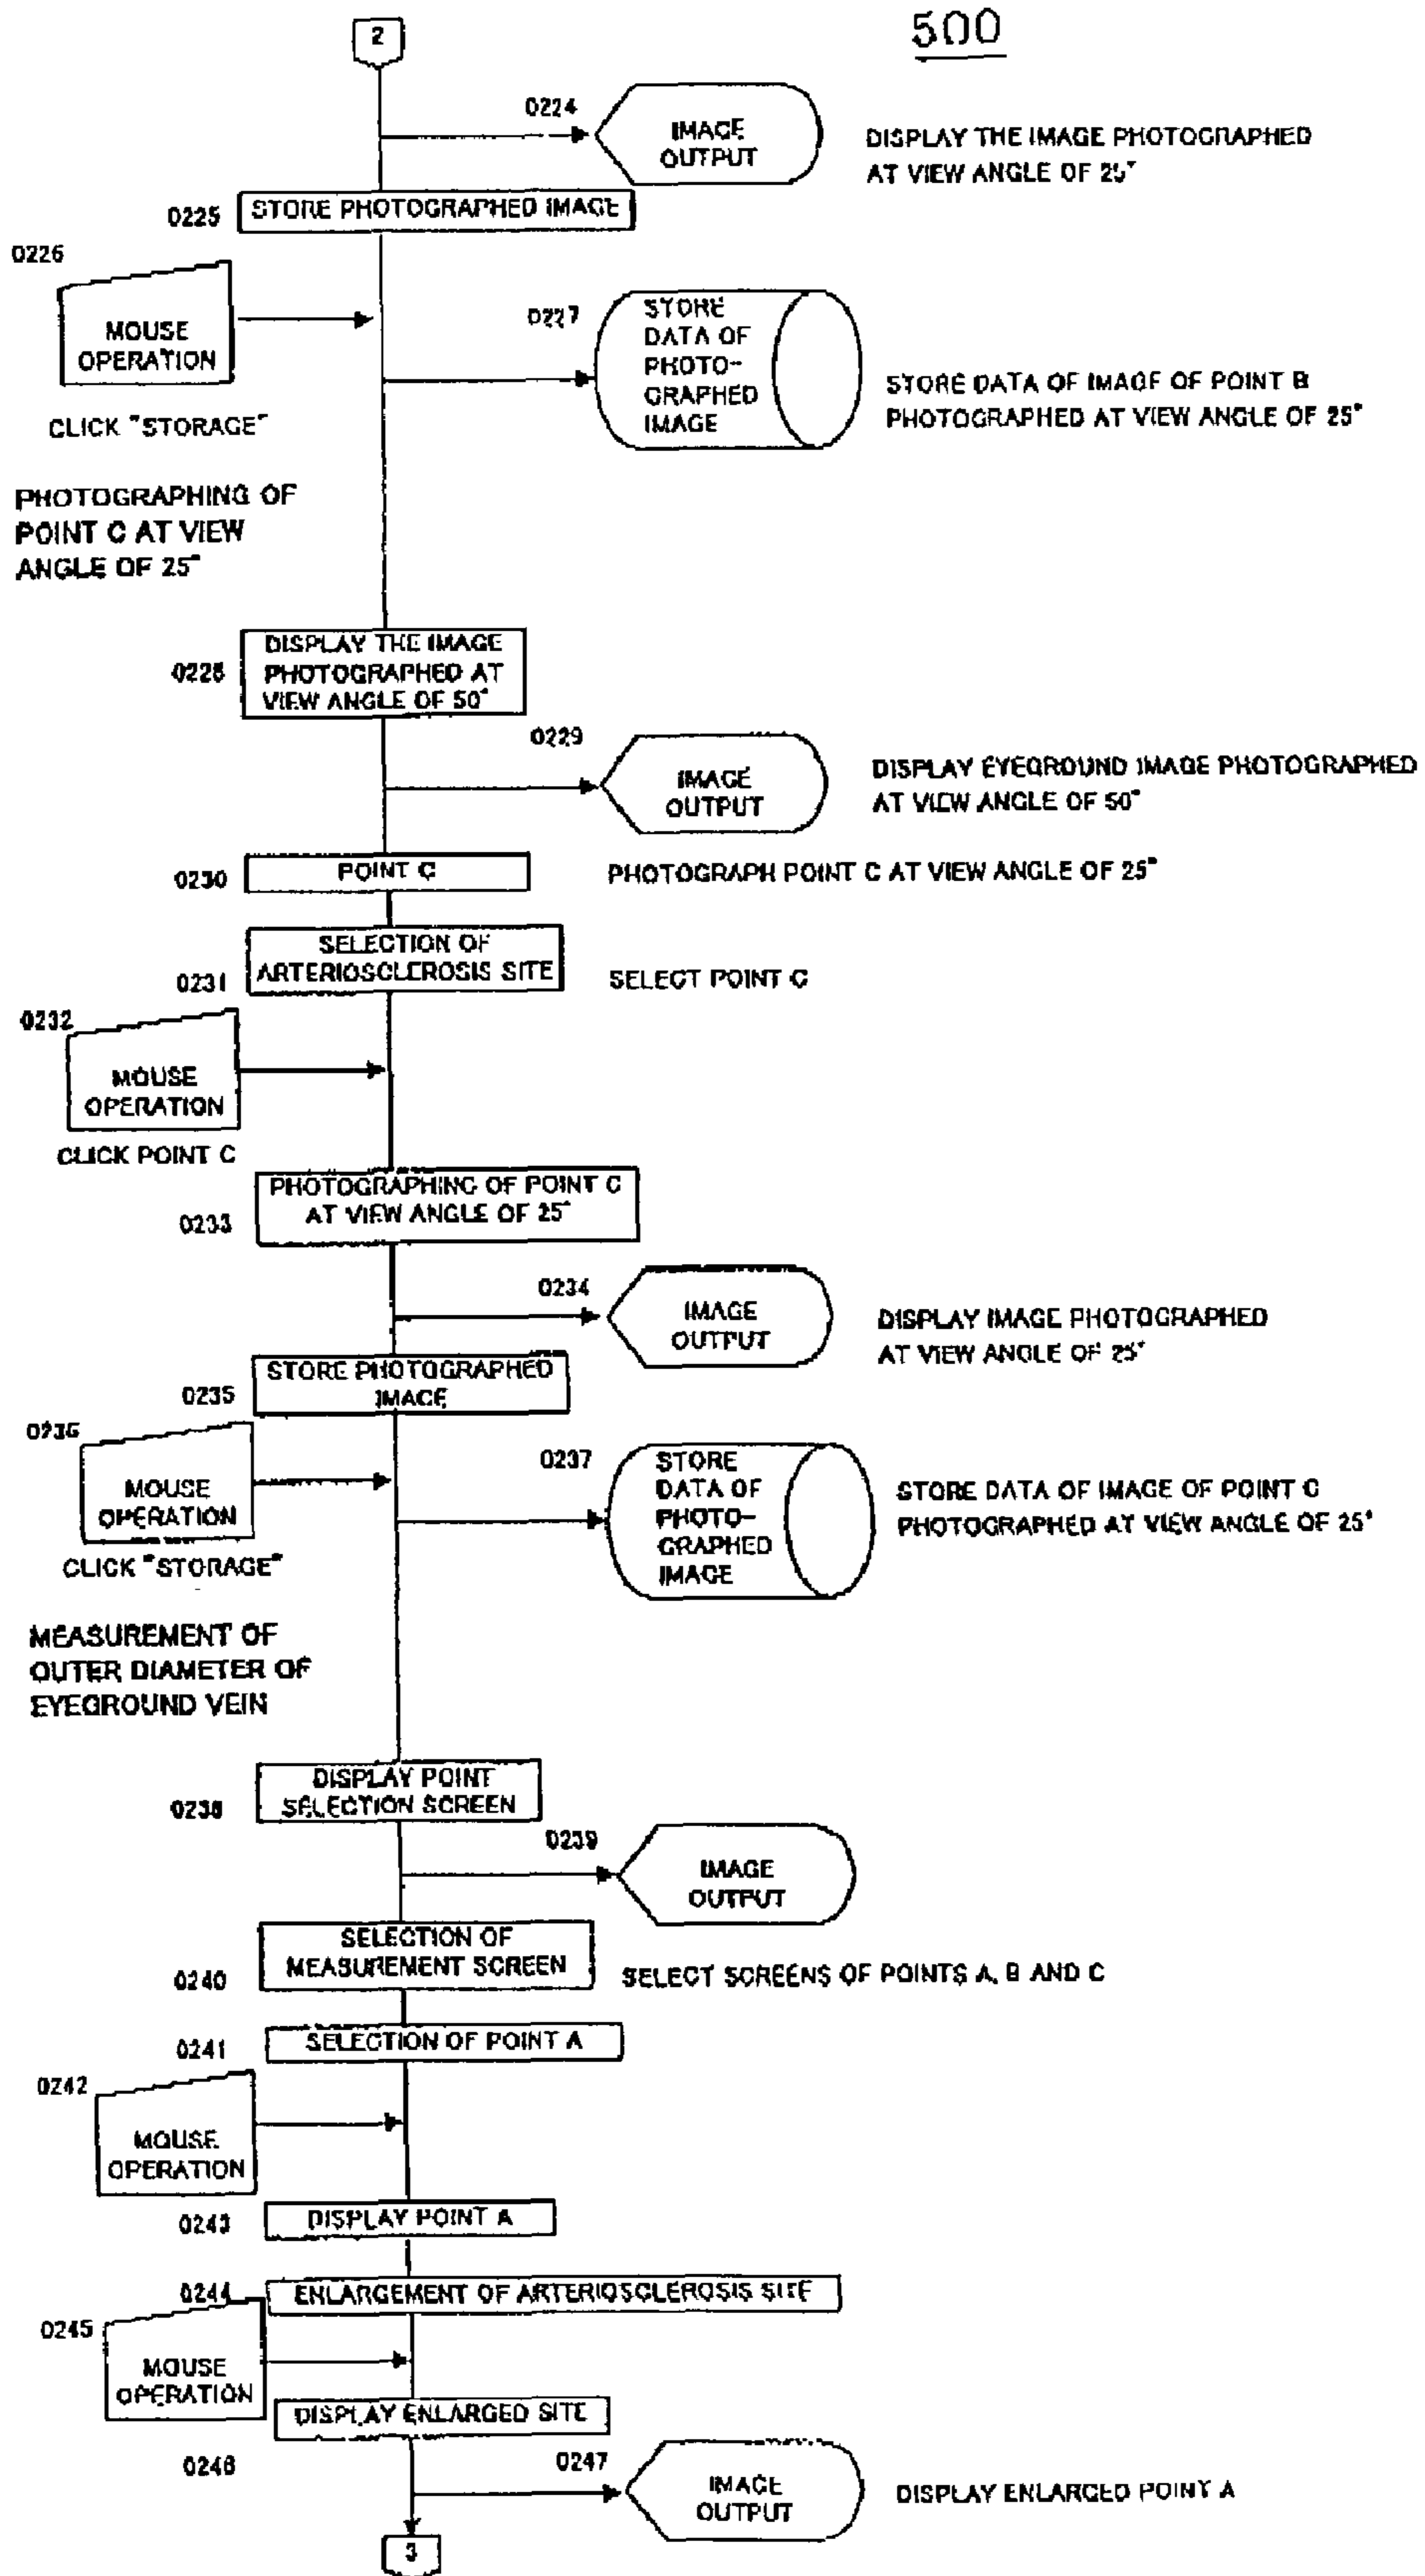 500
2
0224
IMAGE
OUTPUT
DISPLAY THE IMAGE PHOTOGRAPHED
AT VIEW ANGLE OF 25°
0225
STORE PHOTOGRAPHED IMAGE
0226
MOUSE
OPERATION
CLICK "STORAGE"
0227
STORE
DATA OF
PHOTO-
GRAPHED
IMAGE
STORE DATA OF IMAGE OF POINT B
PHOTOGRAPHED AT VIEW ANGLE OF 25°
PHOTOGRAPHING OF
POINT C AT VIEW
ANGLE OF 25°
0228
DISPLAY THE IMAGE
PHOTOGRAPHED AT
VIEW ANGLE OF 50°
0229
IMAGE
OUTPUT
DISPLAY EYEGROUND IMAGE PHOTOGRAPHED
AT VIEW ANGLE OF 50°
0230
POINT C
PHOTOGRAPH POINT C AT VIEW ANGLE OF 25°
0231
SELECTION OF
ARTERIOSCLEROSIS SITE
SELECT POINT C
0232
MOUSE
OPERATION
CLICK POINT C
0233
PHOTOGRAPHING OF POINT C
AT VIEW ANGLE OF 25°
0234
IMAGE
OUTPUT
DISPLAY IMAGE PHOTOGRAPHED
AT VIEW ANGLE OF 25°
0235
STORE PHOTOGRAPHED
IMAGE
0236
MOUSE
OPERATION
CLICK "STORAGE"
0237
STORE
DATA OF
PHOTO-
GRAPHED
IMAGE
STORE DATA OF IMAGE OF POINT C
PHOTOGRAPHED AT VIEW ANGLE OF 25°
MEASUREMENT OF
OUTER DIAMETER OF
EYEGROUND VEIN
0238
DISPLAY POINT
SELECTION SCREEN
0239
IMAGE
OUTPUT
0240
SELECTION OF
MEASUREMENT SCREEN
SELECT SCREENS OF POINTS A, B AND C
0241
SELECTION OF POINT A
0242
MOUSE
OPERATION
0243
DISPLAY POINT A
0244
ENLARGEMENT OF ARTERIOSCLEROSIS SITE
0245
MOUSE
OPERATION
DISPLAY ENLARGED SITE
0246
0247
IMAGE
OUTPUT
DISPLAY ENLARGED POINT A
3